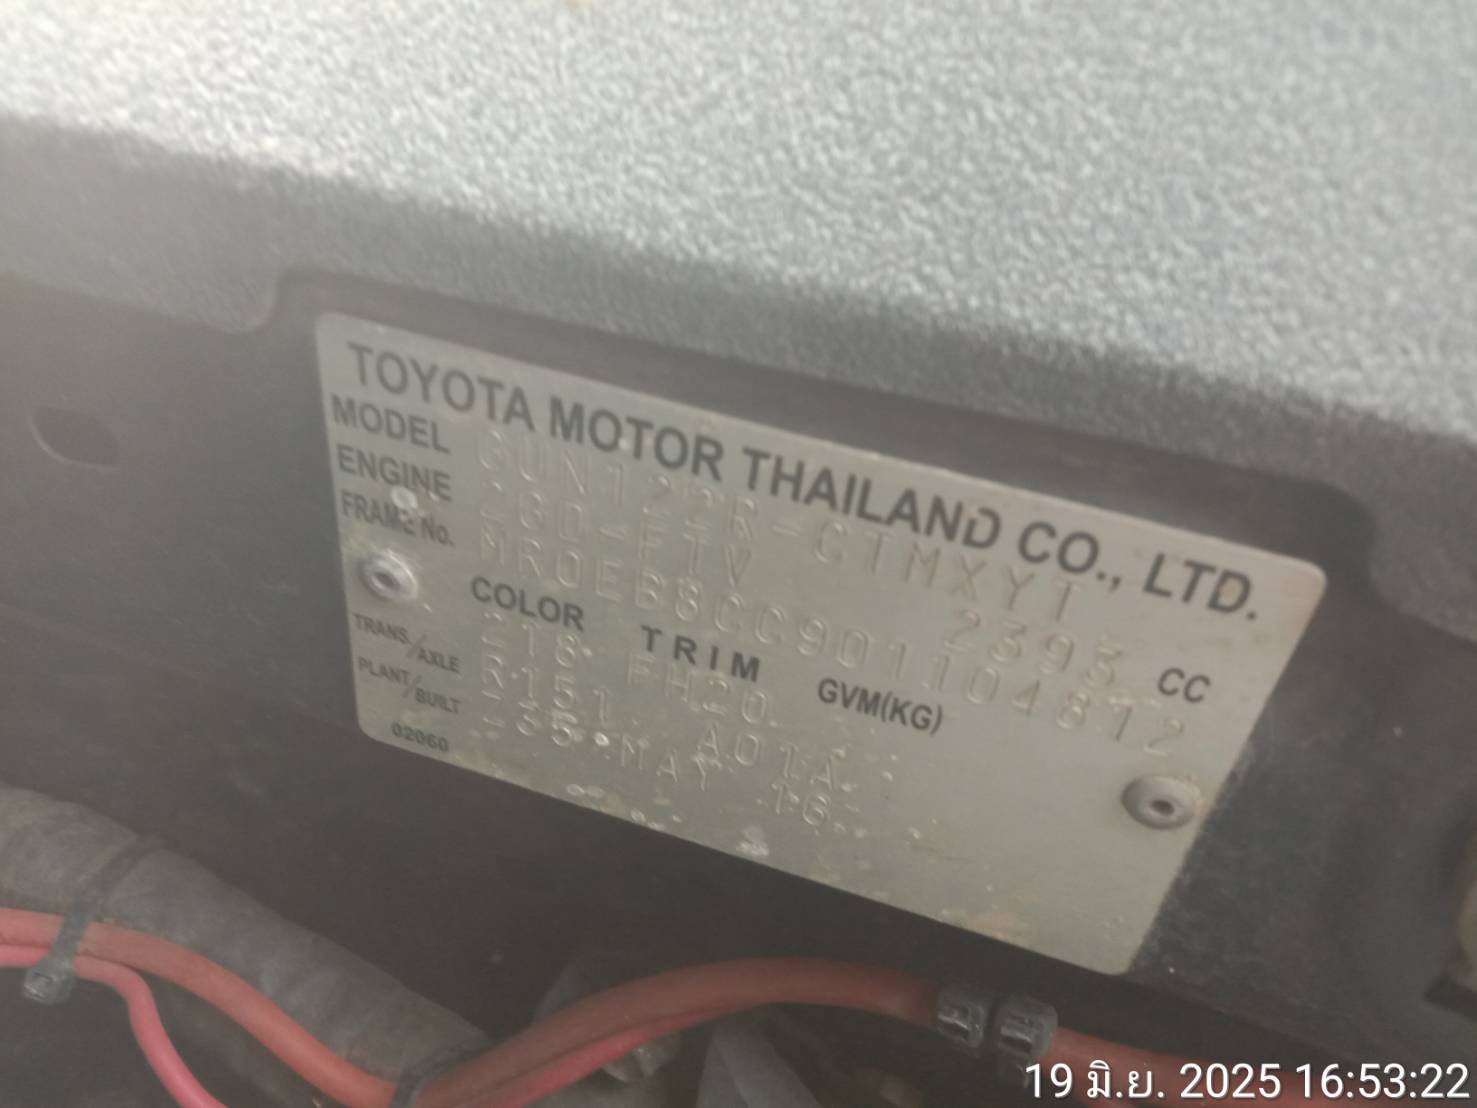 TOYOTA MOTOR THAILAND CO., LTD.
MODEL GUN122R-CTMXYT
ENGINE 2GD-FTV 2393 CC
FRAME No. MR0EB8CC901104812
COLOR TRIM GVM(KG)
218 FH20
TRANS./AXLE R151 A01A
PLANT/BUILT MAY 16
02060
19 มิ.ย. 2025 16:53:22